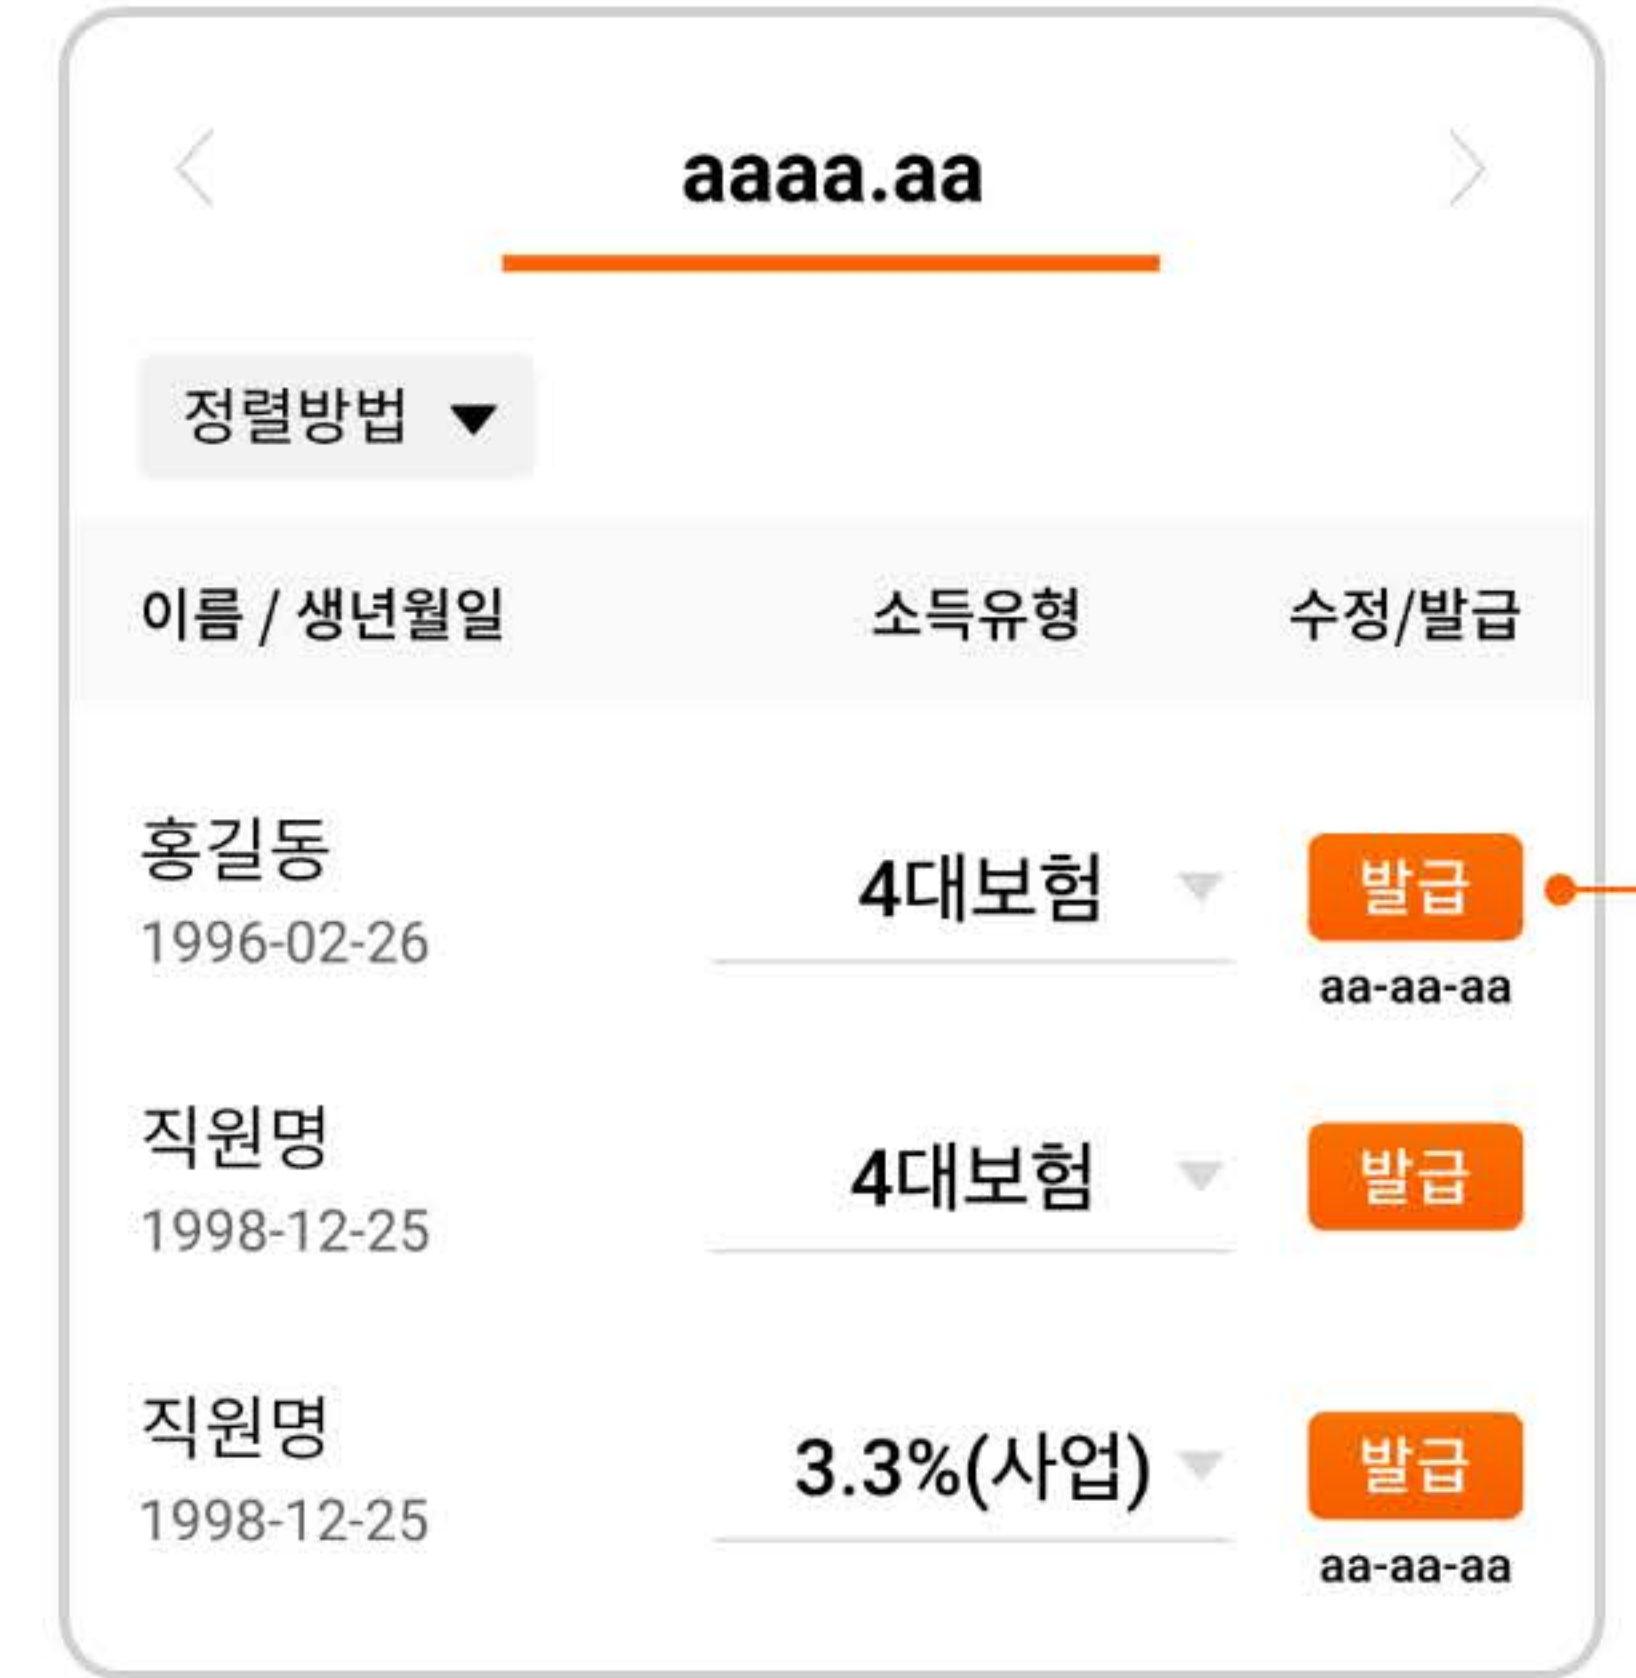 aaaa.aa
정렬방법
이름 / 생년월일 소득유형 수정/발급
홍길동
1996-02-26
4대보험
발급
aa-aa-aa
직원명
1998-12-25
4대보험
발급
직원명
1998-12-25
3.3%(사업)
발급
aa-aa-aa